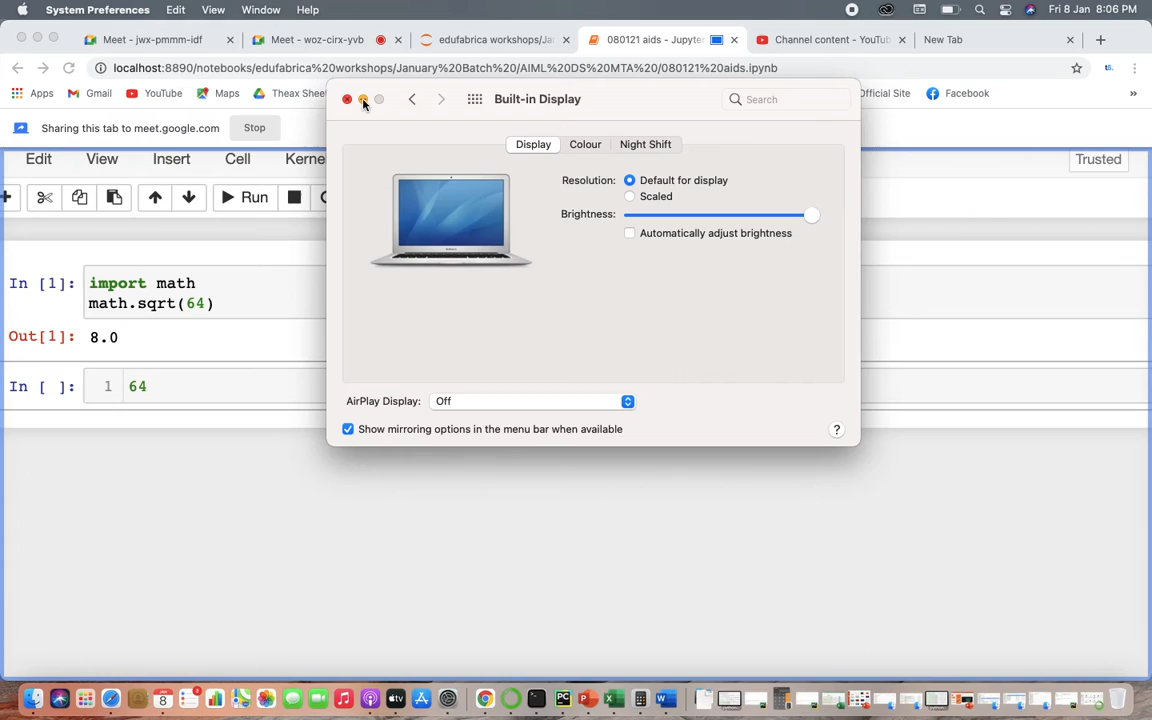 System Preferences Edit View Window Help Fri 8 Jan 8:06 PM
Meet - jwx-pmmm-idf Meet - woz-cirx-yvb edufabrica workshops/Ja 080121 aids - Jupyter Channel content - YouTub New Tab
localhost:8890/notebooks/edufabrica%20workshops/January%20Batch%20/AIML%20DS%20MTA%20/080121%20aids.ipynb
Apps Gmail YouTube Maps Theax Shee Official Site Facebook »
Sharing this tab to meet.google.com Stop
Built-in Display Search
Display Colour Night Shift
Edit View Insert Cell Kerne Trusted
Run
Resolution: Default for display
Scaled
Brightness:
Automatically adjust brightness
In [1]: import math
math.sqrt(64)
Out[1]: 8.0
In [ ]: 1 64
AirPlay Display: Off
Show mirroring options in the menu bar when available ?